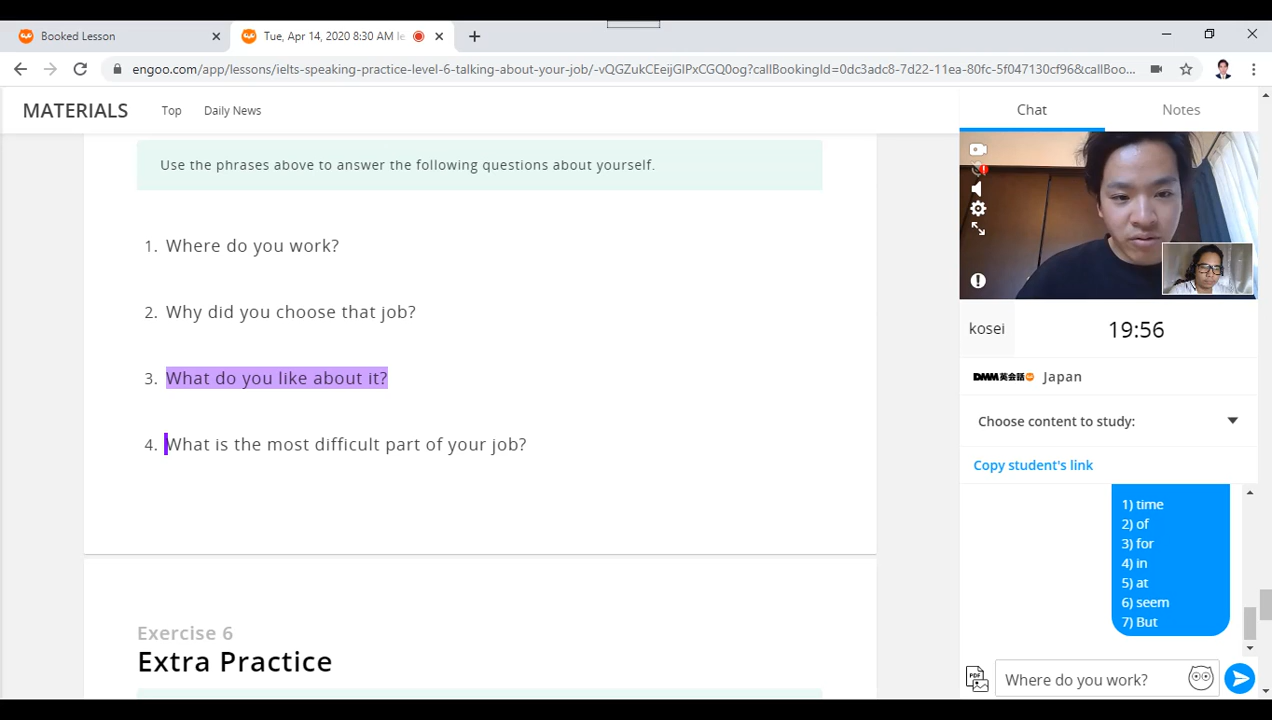 Booked Lesson
Tue, Apr 14, 2020 8:30 AM le
engoo.com/app/lessons/ielts-speaking-practice-level-6-talking-about-your-job/-vQGZukCEeijGlPxCGQ0og?callBookingId=0dc3adc8-7d22-11ea-80fc-5f047130cf96&callBoo...
MATERIALS
Top
Daily News
Use the phrases above to answer the following questions about yourself.
1. Where do you work?
2. Why did you choose that job?
3. What do you like about it?
4. What is the most difficult part of your job?
Exercise 6
Extra Practice
Chat
Notes
kosei
19:56
DMM英会話
Japan
Choose content to study:
Copy student's link
1) time
2) of
3) for
4) in
5) at
6) seem
7) But
PDF
Where do you work?